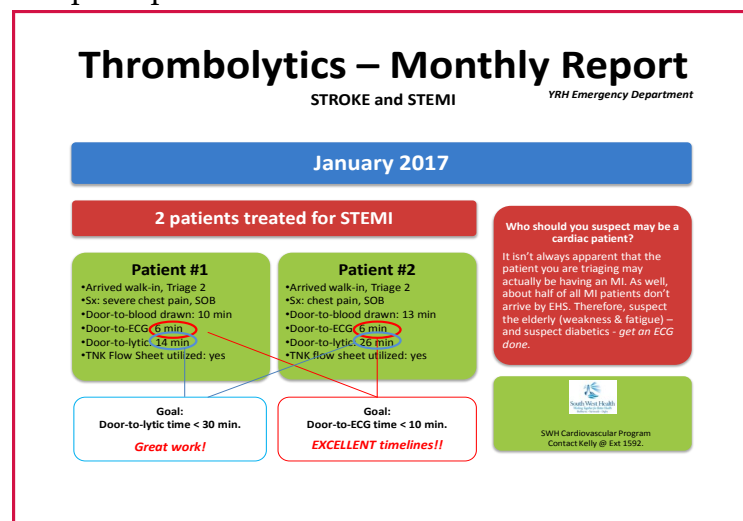 Thrombolytics – Monthly Report
STROKE and STEMI
YRH Emergency Department
January 2017
2 patients treated for STEMI
Patient #1
•Arrived walk-in, Triage 2
•Sx: severe chest pain, SOB
•Door-to-blood drawn: 10 min
•Door-to-ECG: 6 min
•Door-to-lytic: 14 min
•TNK Flow Sheet utilized: yes
Patient #2
•Arrived walk-in, Triage 2
•Sx: chest pain, SOB
•Door-to-blood drawn: 13 min
•Door-to-ECG: 6 min
•Door-to-lytic: 26 min
•TNK flow sheet utilized: yes
Goal:
Door-to-lytic time < 30 min.
Great work!
Goal:
Door-to-ECG time < 10 min.
EXCELLENT timelines!!
Who should you suspect may be a
cardiac patient?
It isn't always apparent that the
patient you are triaging may
actually be having an MI. As well,
about half of all MI patients don't
arrive by EHS. Therefore, suspect
the elderly (weakness & fatigue) –
and suspect diabetics - get an ECG
done.
South West Health
SWH Cardiovascular Program
Contact Kelly @ Ext 1592.